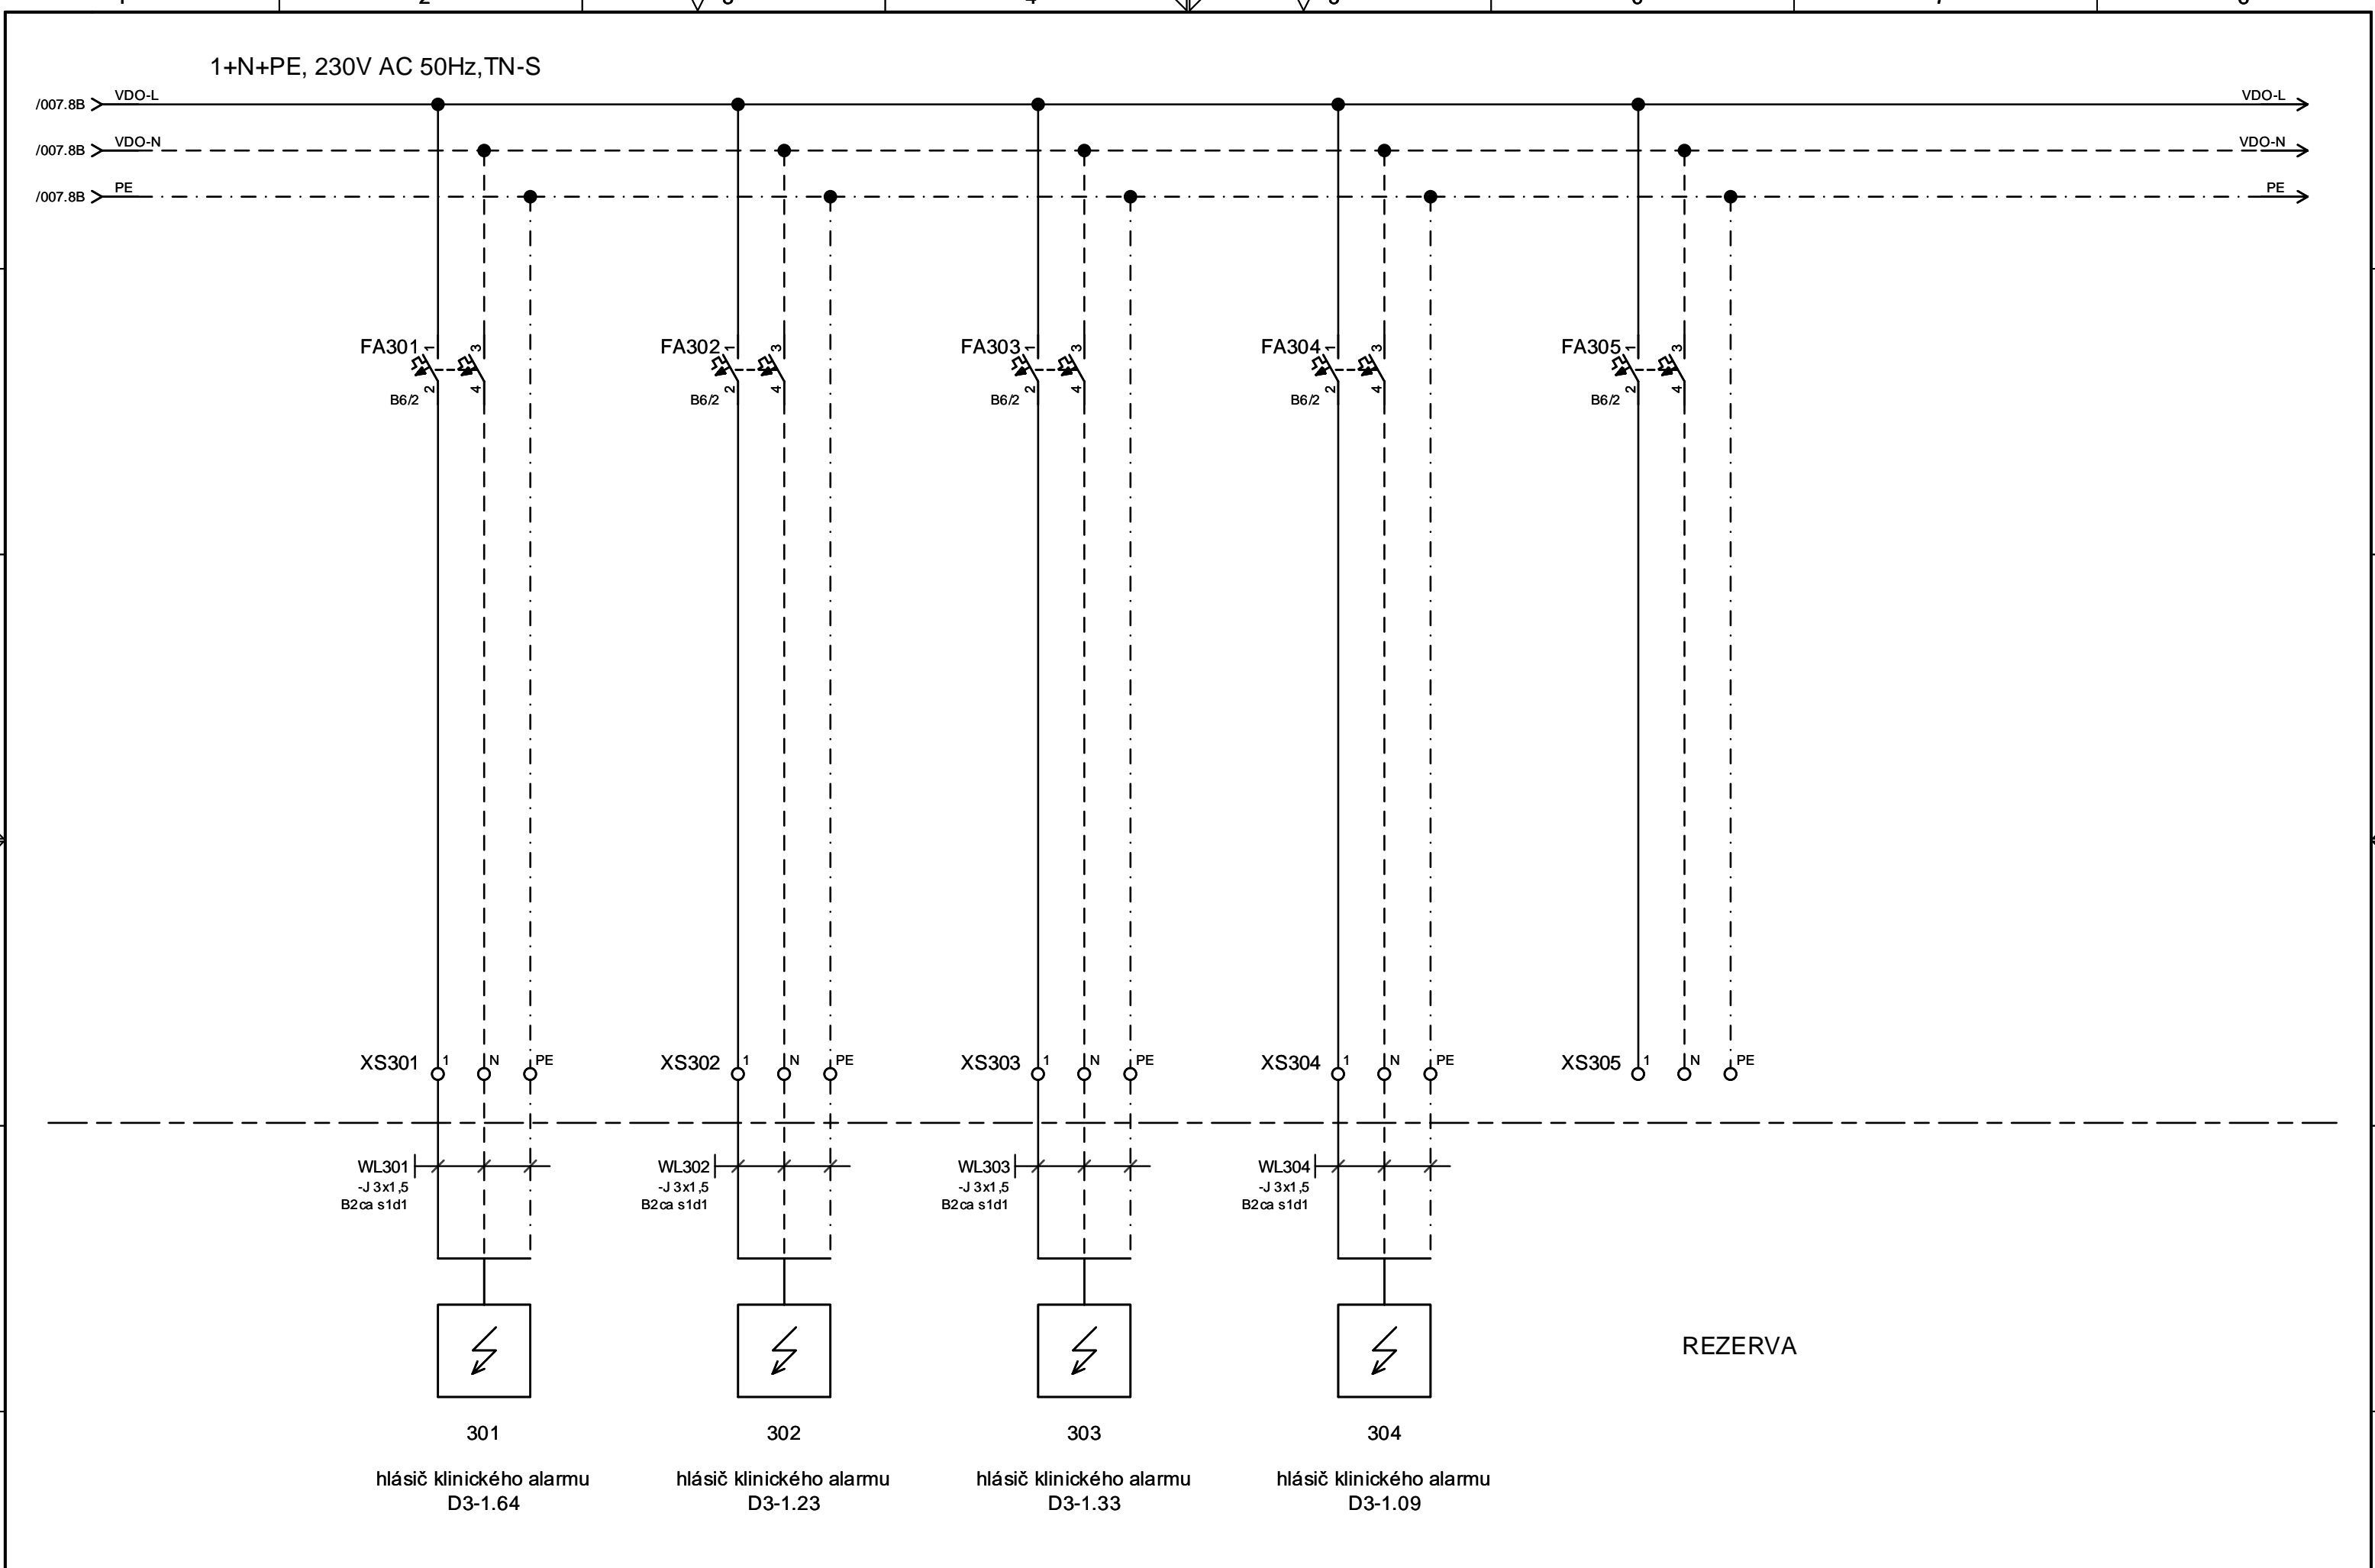 1+N+PE, 230V AC 50Hz,TN-S
/007.8B VDO-L VDO-L
/007.8B VDO-N VDO-N
/007.8B PE PE
FA301 1 3 FA302 1 3 FA303 1 3 FA304 1 3 FA305 1 3
B6/2 2 4 B6/2 2 4 B6/2 2 4 B6/2 2 4 B6/2 2 4
XS301 1 N PE XS302 1 N PE XS303 1 N PE XS304 1 N PE XS305 1 N PE
WL301 WL302 WL303 WL304
-J 3x1,5 -J 3x1,5 -J 3x1,5 -J 3x1,5
B2ca s1d1 B2ca s1d1 B2ca s1d1 B2ca s1d1
REZERVA
301 302 303 304
hlásič klinického alarmu hlásič klinického alarmu hlásič klinického alarmu hlásič klinického alarmu
D3-1.64 D3-1.23 D3-1.33 D3-1.09